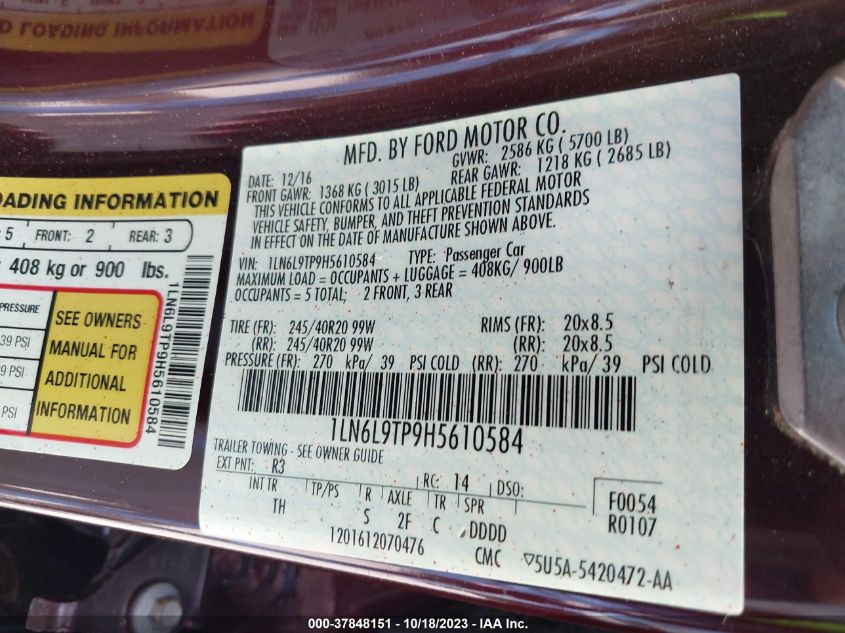 LOADING INFORMATION
OADING INFORMATION
5 FRONT: 2 REAR: 3
408 kg or 900 lbs.
PRESSURE
39 PSI
9 PSI
PSI
SEE OWNERS
MANUAL FOR
ADDITIONAL
INFORMATION
1LN6L9TP9H5610584
MFD. BY FORD MOTOR CO.
DATE: 12/16 GVWR: 2586 KG ( 5700 LB)
FRONT GAWR: 1368 KG ( 3015 LB) REAR GAWR: 1218 KG ( 2685 LB)
THIS VEHICLE CONFORMS TO ALL APPLICABLE FEDERAL MOTOR
VEHICLE SAFETY, BUMPER, AND THEFT PREVENTION STANDARDS
IN EFFECT ON THE DATE OF MANUFACTURE SHOWN ABOVE.
VIN: 1LN6L9TP9H5610584 TYPE: Passenger Car
MAXIMUM LOAD = OCCUPANTS + LUGGAGE = 408KG/ 900LB
OCCUPANTS = 5 TOTAL; 2 FRONT, 3 REAR
TIRE (FR): 245/40R20 99W RIMS (FR): 20x8.5
(RR): 245/40R20 99W (RR): 20x8.5
PRESSURE (FR): 270 kPa/ 39 PSI COLD (RR): 270 kPa/ 39 PSI COLD
1LN6L9TP9H5610584
TRAILER TOWING - SEE OWNER GUIDE
EXT PNT: R3 RC: 14 DSO:
INT TR TP/PS R AXLE TR SPR F0054
TH S 2F C DDDD R0107
1201612070476 CMC ▽5U5A-5420472-AA
000-37848151 - 10/18/2023 - IAA Inc.